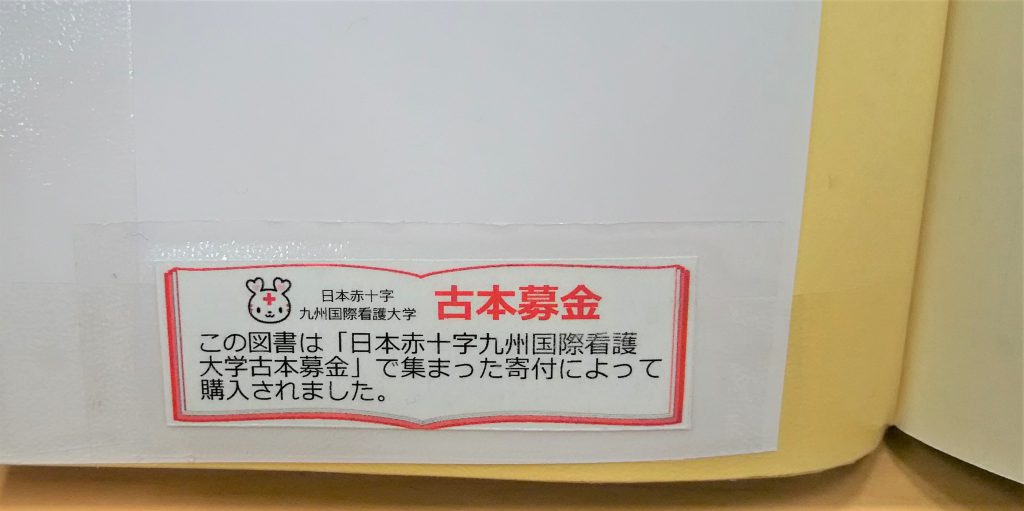 日本赤十字
九州国際看護大学
古本募金
この図書は「日本赤十字九州国際看護
大学古本募金」で集まった寄付によって
購入されました。